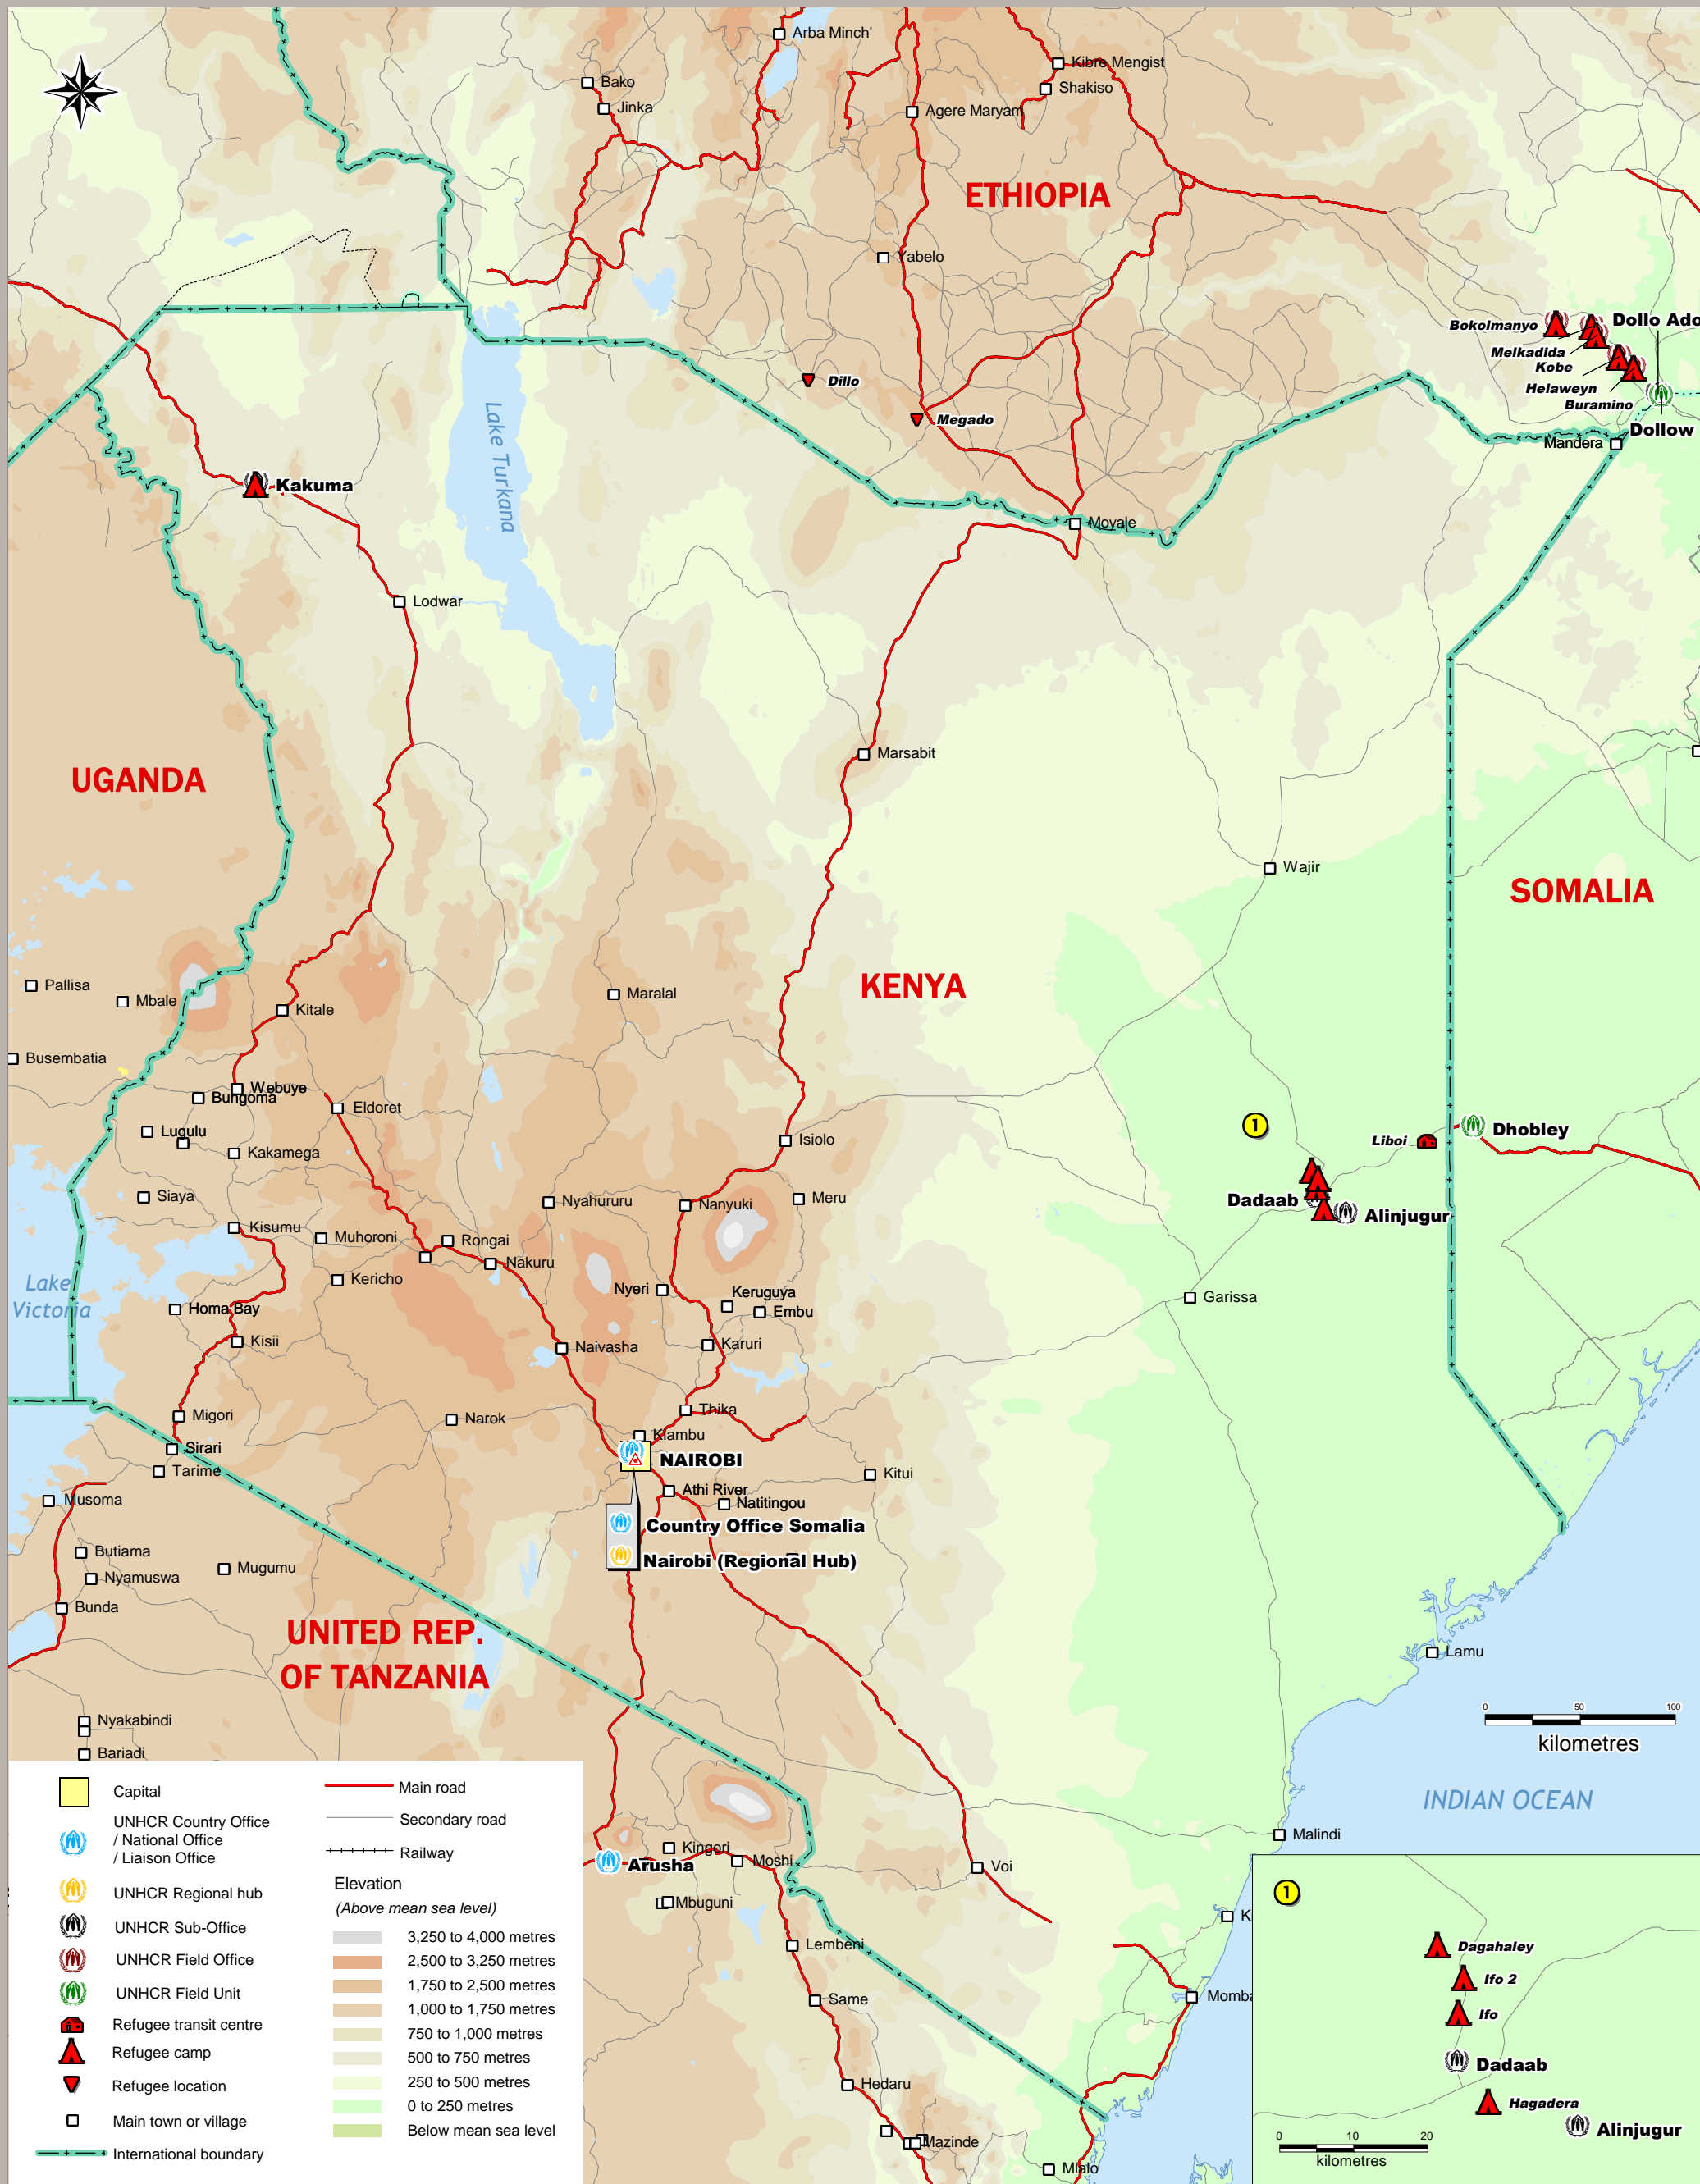 Arba Minch'
Kibre Mengist
Bako
Shakiso
Jinka
Agere Maryam
ETHIOPIA
Yabelo
Bokolmanyo
Dollo Ado
Melkadida
Kobe
Dillo
Helaweyn
Buramino
Megado
Dollow
Mandera
Lake Turkana
Kakuma
Moyale
Lodwar
Marsabit
UGANDA
Wajir
SOMALIA
Pallisa
Maralal
KENYA
Mbale
Kitale
Busembatia
Webuye
Bungoma
Eldoret
1
Lugulu
Dhobley
Isiolo
Liboi
Kakamega
Siaya
Nyahururu
Nanyuki
Meru
Dadaab
Alinjugur
Kisumu
Muhoroni
Rongai
Nakuru
Kericho
Lake
Victoria
Nyeri
Keruguya
Garissa
Homa Bay
Embu
Kisii
Naivasha
Karuri
Migori
Narok
Thika
Kiambu
Sirari
NAIROBI
Tarime
Kitui
Athi River
Musoma
Natitingou
Country Office Somalia
Butiama
Nairobi (Regional Hub)
Mugumu
Nyamuswa
Bunda
UNITED REP.
OF TANZANIA
Lamu
0 50 100
kilometres
Nyakabindi
Bariadi
INDIAN OCEAN
Malindi
Kingori
Moshi
Arusha
Voi
Mbuguni
K
Lembeni
Same
Momba
Hedaru
Mazinde
Mlalo
Capital
UNHCR Country Office
/ National Office
/ Liaison Office
UNHCR Regional hub
UNHCR Sub-Office
UNHCR Field Office
UNHCR Field Unit
Refugee transit centre
Refugee camp
Refugee location
Main town or village
International boundary
Main road
Secondary road
Railway
Elevation
(Above mean sea level)
3,250 to 4,000 metres
2,500 to 3,250 metres
1,750 to 2,500 metres
1,000 to 1,750 metres
750 to 1,000 metres
500 to 750 metres
250 to 500 metres
0 to 250 metres
Below mean sea level
1
Dagahaley
Ifo 2
Ifo
Dadaab
Hagadera
Alinjugur
0 10 20
kilometres